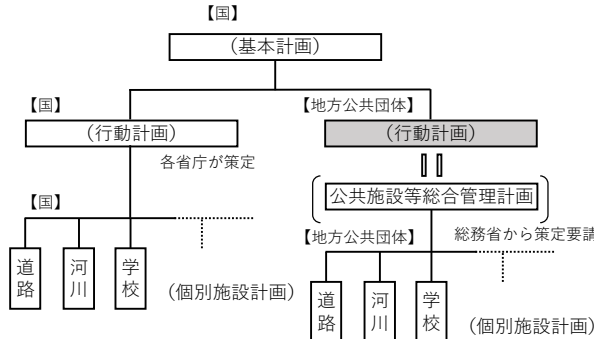 【国】
（基本計画）
【国】
【地方公共団体】
（行動計画）
（行動計画）
各省庁が策定
公共施設等総合管理計画
【国】
【地方公共団体】
総務省から策定要請
道路
河川
学校
（個別施設計画）
道路
河川
学校
（個別施設計画）